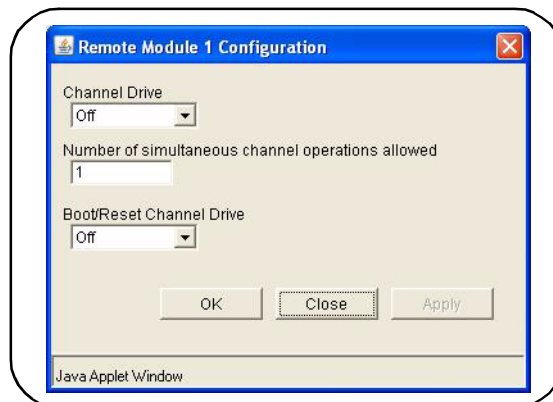 Remote Module 1 Configuration
Channel Drive
Off
Number of simultaneous channel operations allowed
1
Boot/Reset Channel Drive
Off
OK Close Apply
Java Applet Window